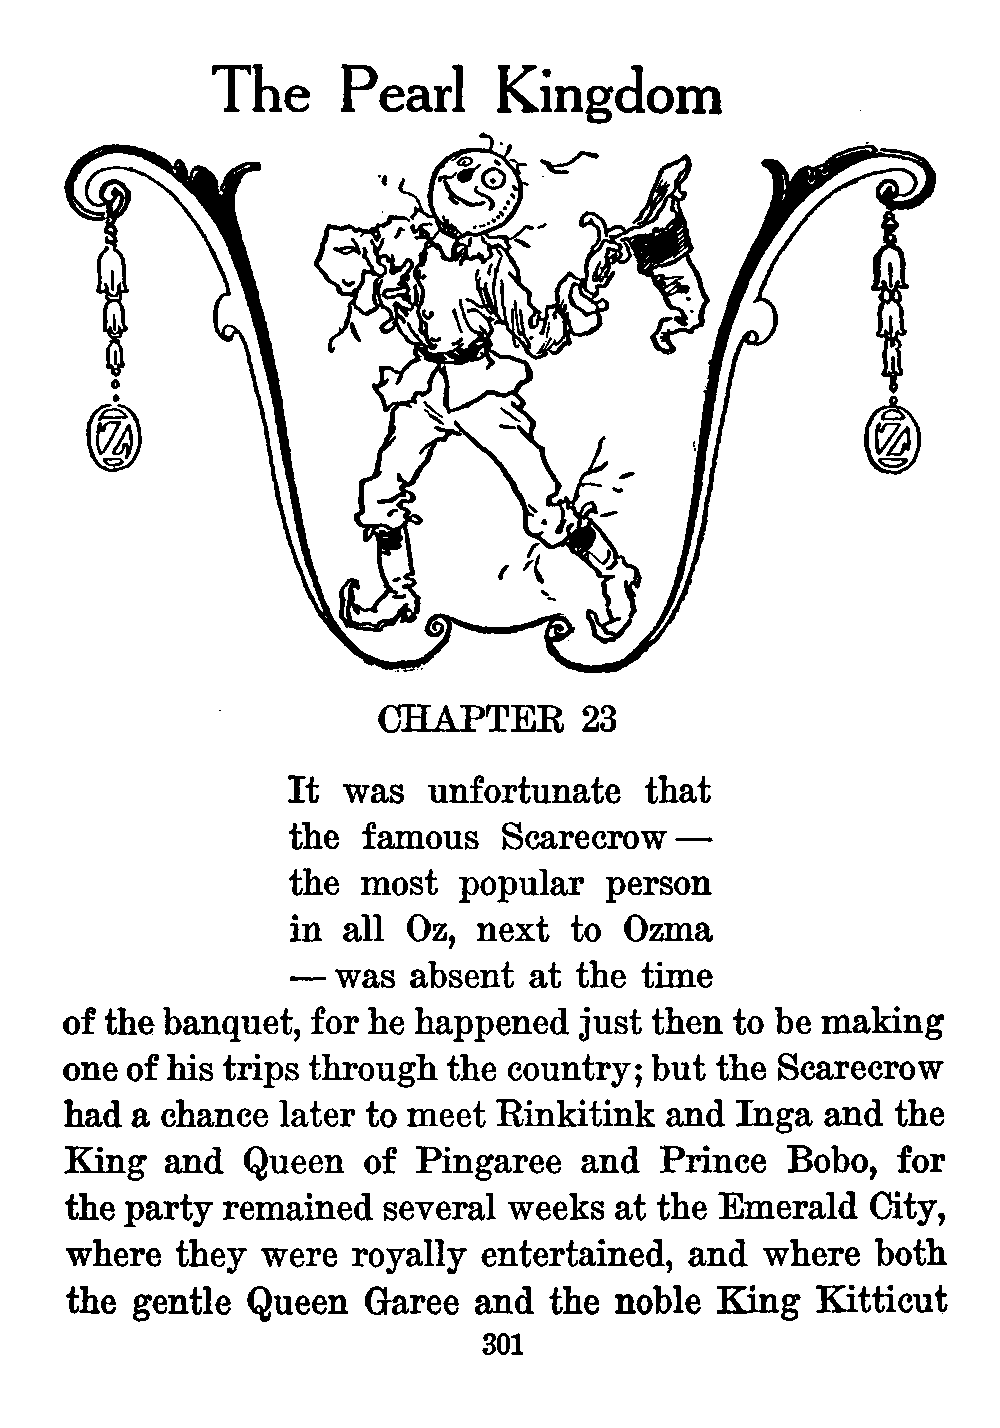 The Pearl Kingdom
OZ OZ
CHAPTER 23
It was unfortunate that
the famous Scarecrow —
the most popular person
in all Oz, next to Ozma
— was absent at the time
of the banquet, for he happened just then to be making
one of his trips through the country; but the Scarecrow
had a chance later to meet Rinkitink and Inga and the
King and Queen of Pingaree and Prince Bobo, for
the party remained several weeks at the Emerald City,
where they were royally entertained, and where both
the gentle Queen Garee and the noble King Kitticut
301